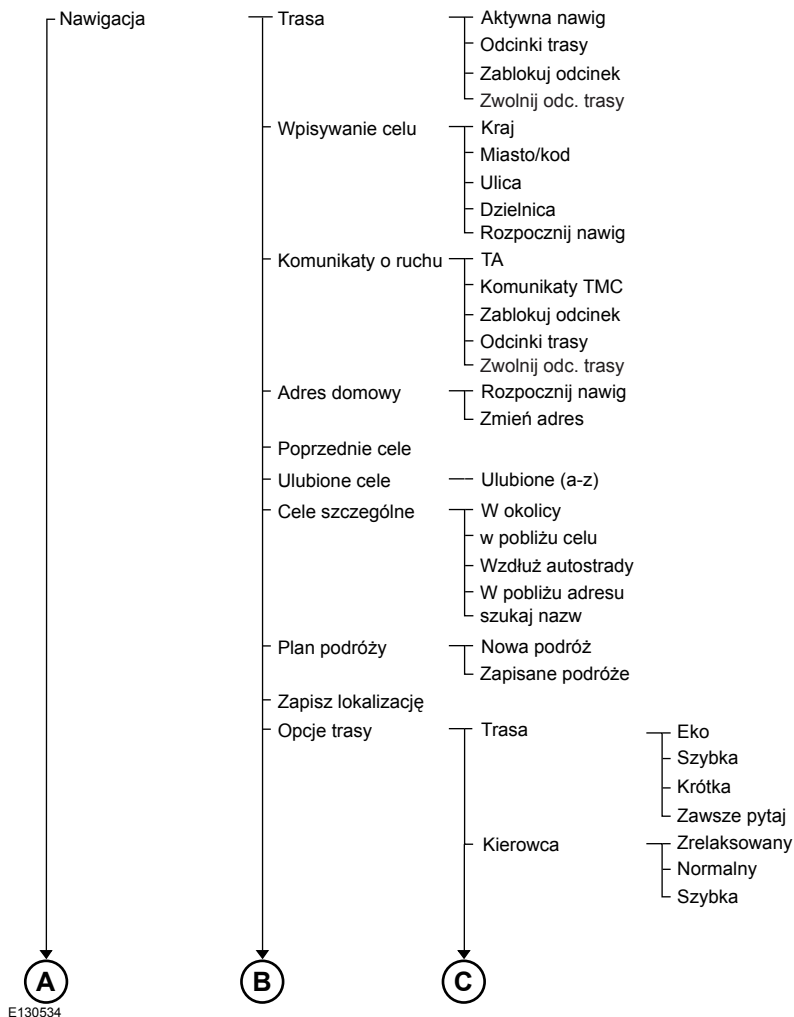 Nawigacja
Trasa
Aktywna nawig
Odcinki trasy
Zablokuj odcinek
Zwolnij odc. trasy
Wpisywanie celu
Kraj
Miasto/kod
Ulica
Dzielnica
Rozpocznij nawig
Komunikaty o ruchu
TA
Komunikaty TMC
Zablokuj odcinek
Odcinki trasy
Zwolnij odc. trasy
Adres domowy
Rozpocznij nawig
Zmień adres
Poprzednie cele
Ulubione cele
Ulubione (a-z)
Cele szczególne
W okolicy
w pobliżu celu
Wzdłuż autostrady
W pobliżu adresu
szukaj nazw
Plan podróży
Nowa podróż
Zapisane podróże
Zapisz lokalizację
Opcje trasy
Trasa
Eko
Szybka
Krótka
Zawsze pytaj
Kierowca
Zrelaksowany
Normalny
Szybka
A
B
C
E130534